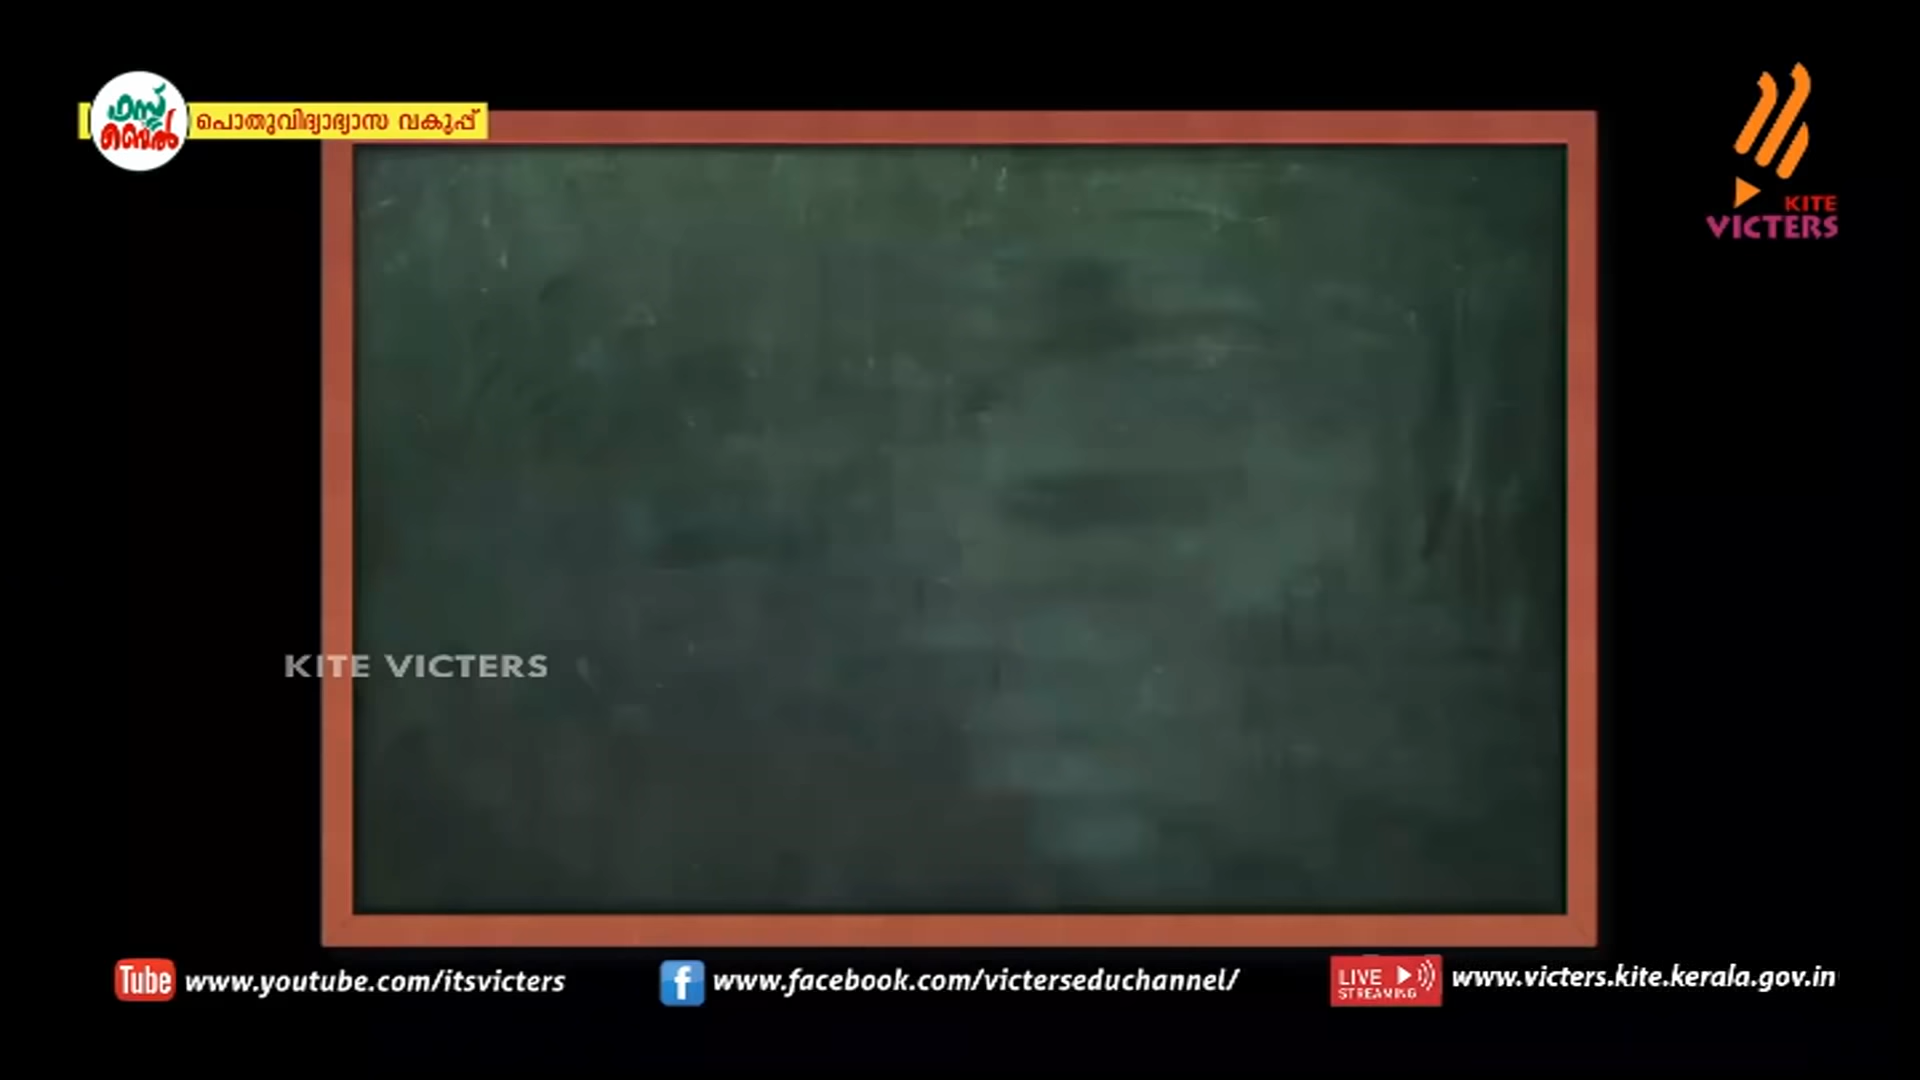 ഫസ്റ്റ്
ബെൽ
പൊതുവിദ്യാഭ്യാസ വകുപ്പ്
KITE
VICTERS
KITE VICTERS
Tube www.youtube.com/itsvicters
f www.facebook.com/victerseduchannel/
LIVE
STREAMING
www.victers.kite.kerala.gov.in